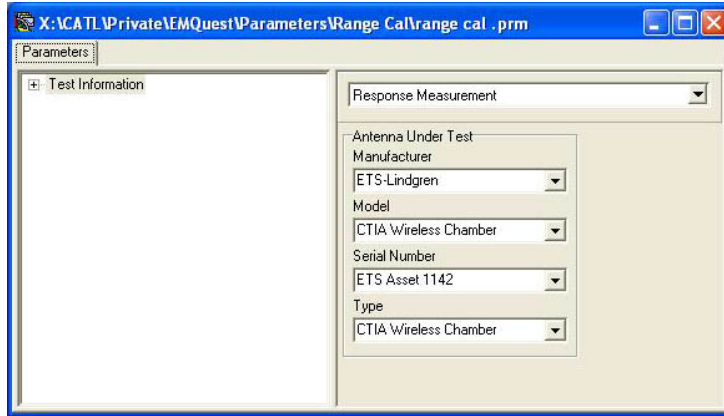 X:\CATL\Private\EMQuest\Parameters\Range Cal\range cal .prm
Parameters
Test Information
Response Measurement
Antenna Under Test
Manufacturer
ETS-Lindgren
Model
CTIA Wireless Chamber
Serial Number
ETS Asset 1142
Type
CTIA Wireless Chamber